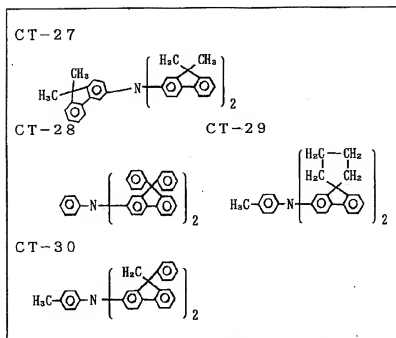 CT-27
CH₃ H₃C CH₃
H₃C N 2
CT-28 CT-29
H₂C—CH₂
H₂C CH₂
N 2 H₃C N 2
CT-30
H₃C
H₃C N 2